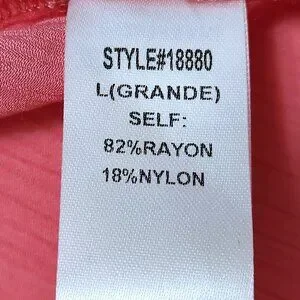 STYLE#18880
L(GRANDE)
SELF:
82%RAYON
18%NYLON